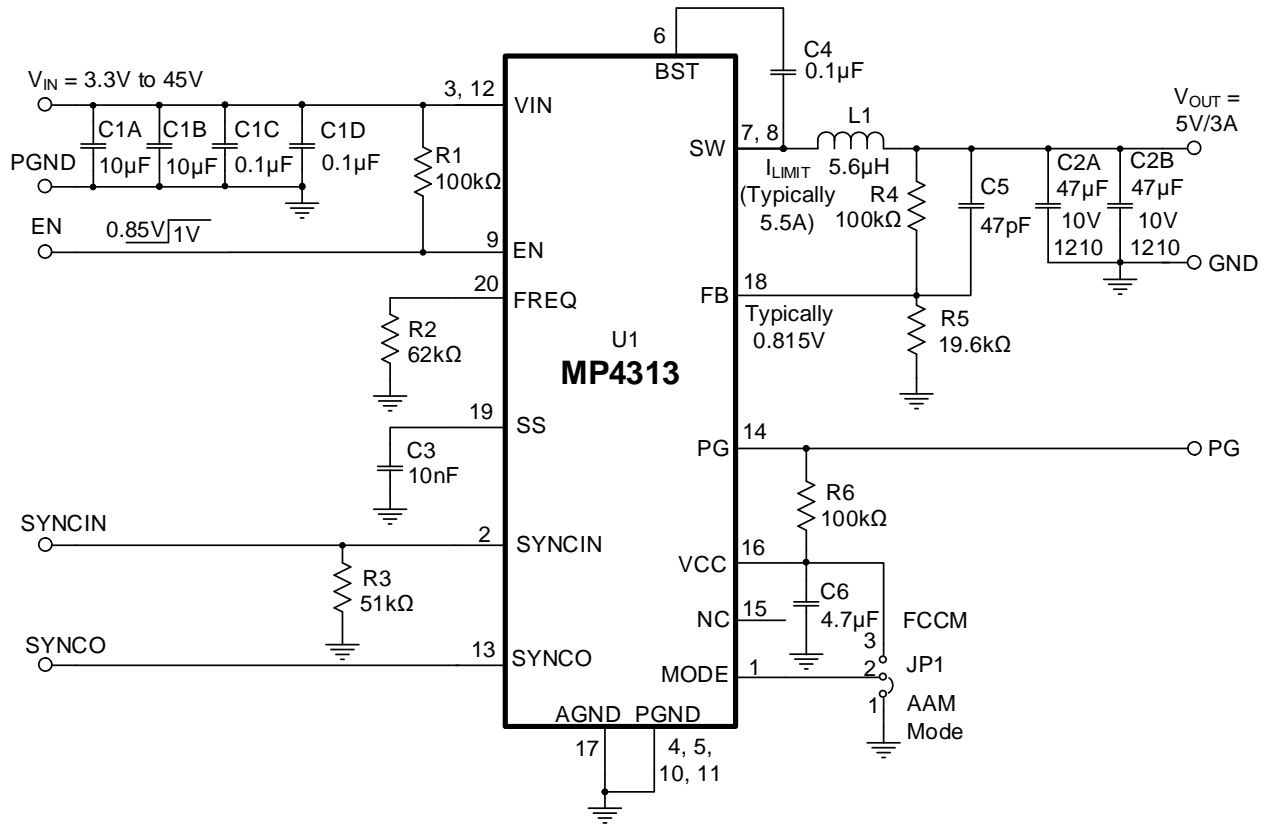 6
BST
C4
0.1µF
VIN = 3.3V to 45V
3, 12
VIN
C1A
10µF
C1B
10µF
C1C
0.1µF
C1D
0.1µF
PGND
R1
100kΩ
EN
0.85V
1V
9
EN
20
FREQ
R2
62kΩ
19
SS
C3
10nF
SYNCIN
2
SYNCIN
R3
51kΩ
SYNCO
13
SYNCO
U1
MP4313
SW
7, 8
L1
5.6µH
ILIMIT
(Typically
5.5A)
R4
100kΩ
C5
47pF
C2A
47µF
10V
1210
C2B
47µF
10V
1210
VOUT =
5V/3A
GND
FB
18
Typically
0.815V
R5
19.6kΩ
PG
14
PG
R6
100kΩ
VCC
16
C6
4.7µF
NC
15
FCCM
3
JP1
2
MODE
1
1
AAM
Mode
AGND
PGND
17
4, 5,
10, 11